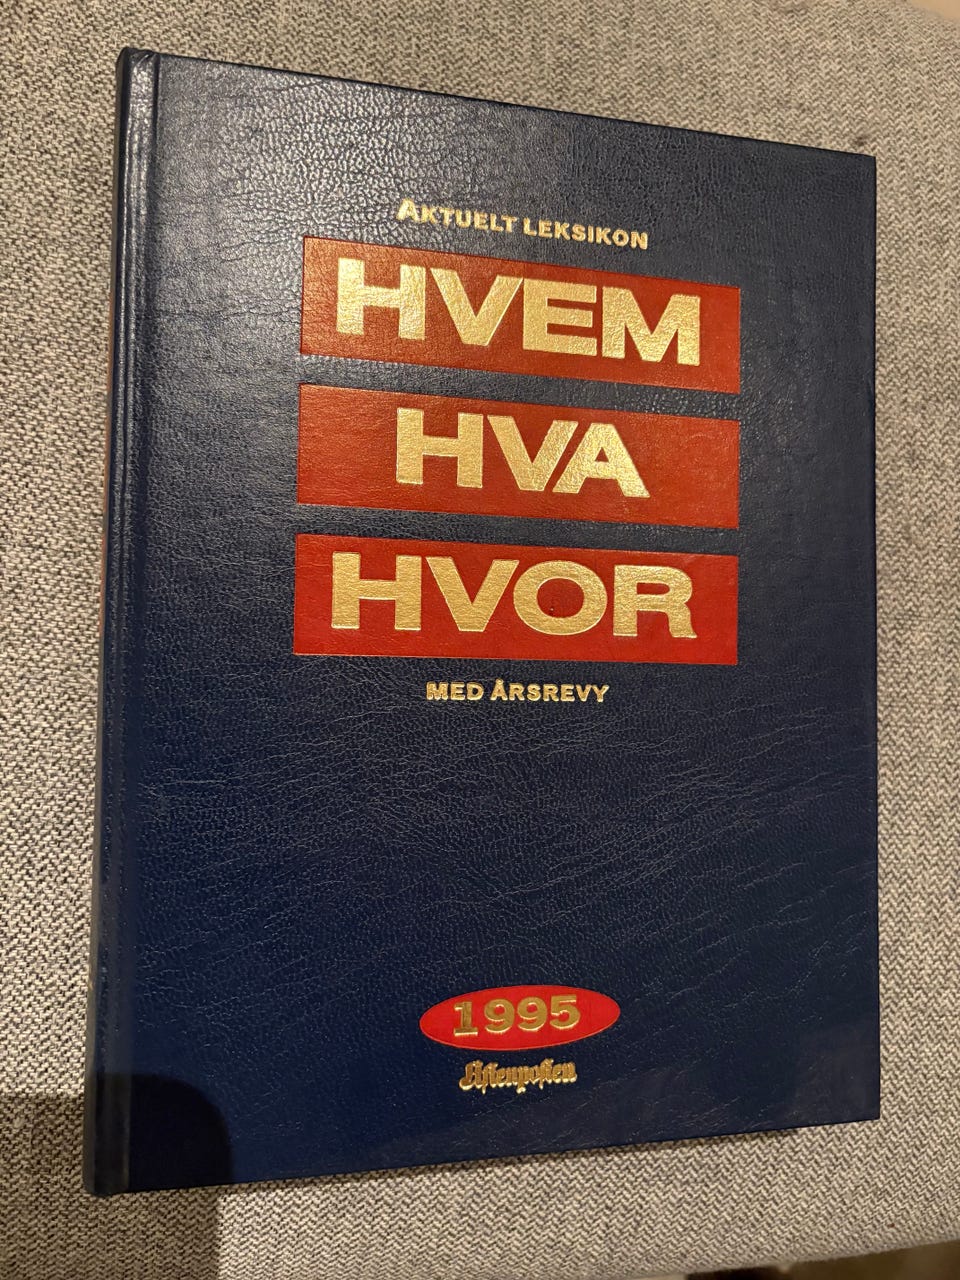 AKTUELT LEKSIKON
HVEM
HVA
HVOR
MED ÅRSREVY
1995
Aftenposten